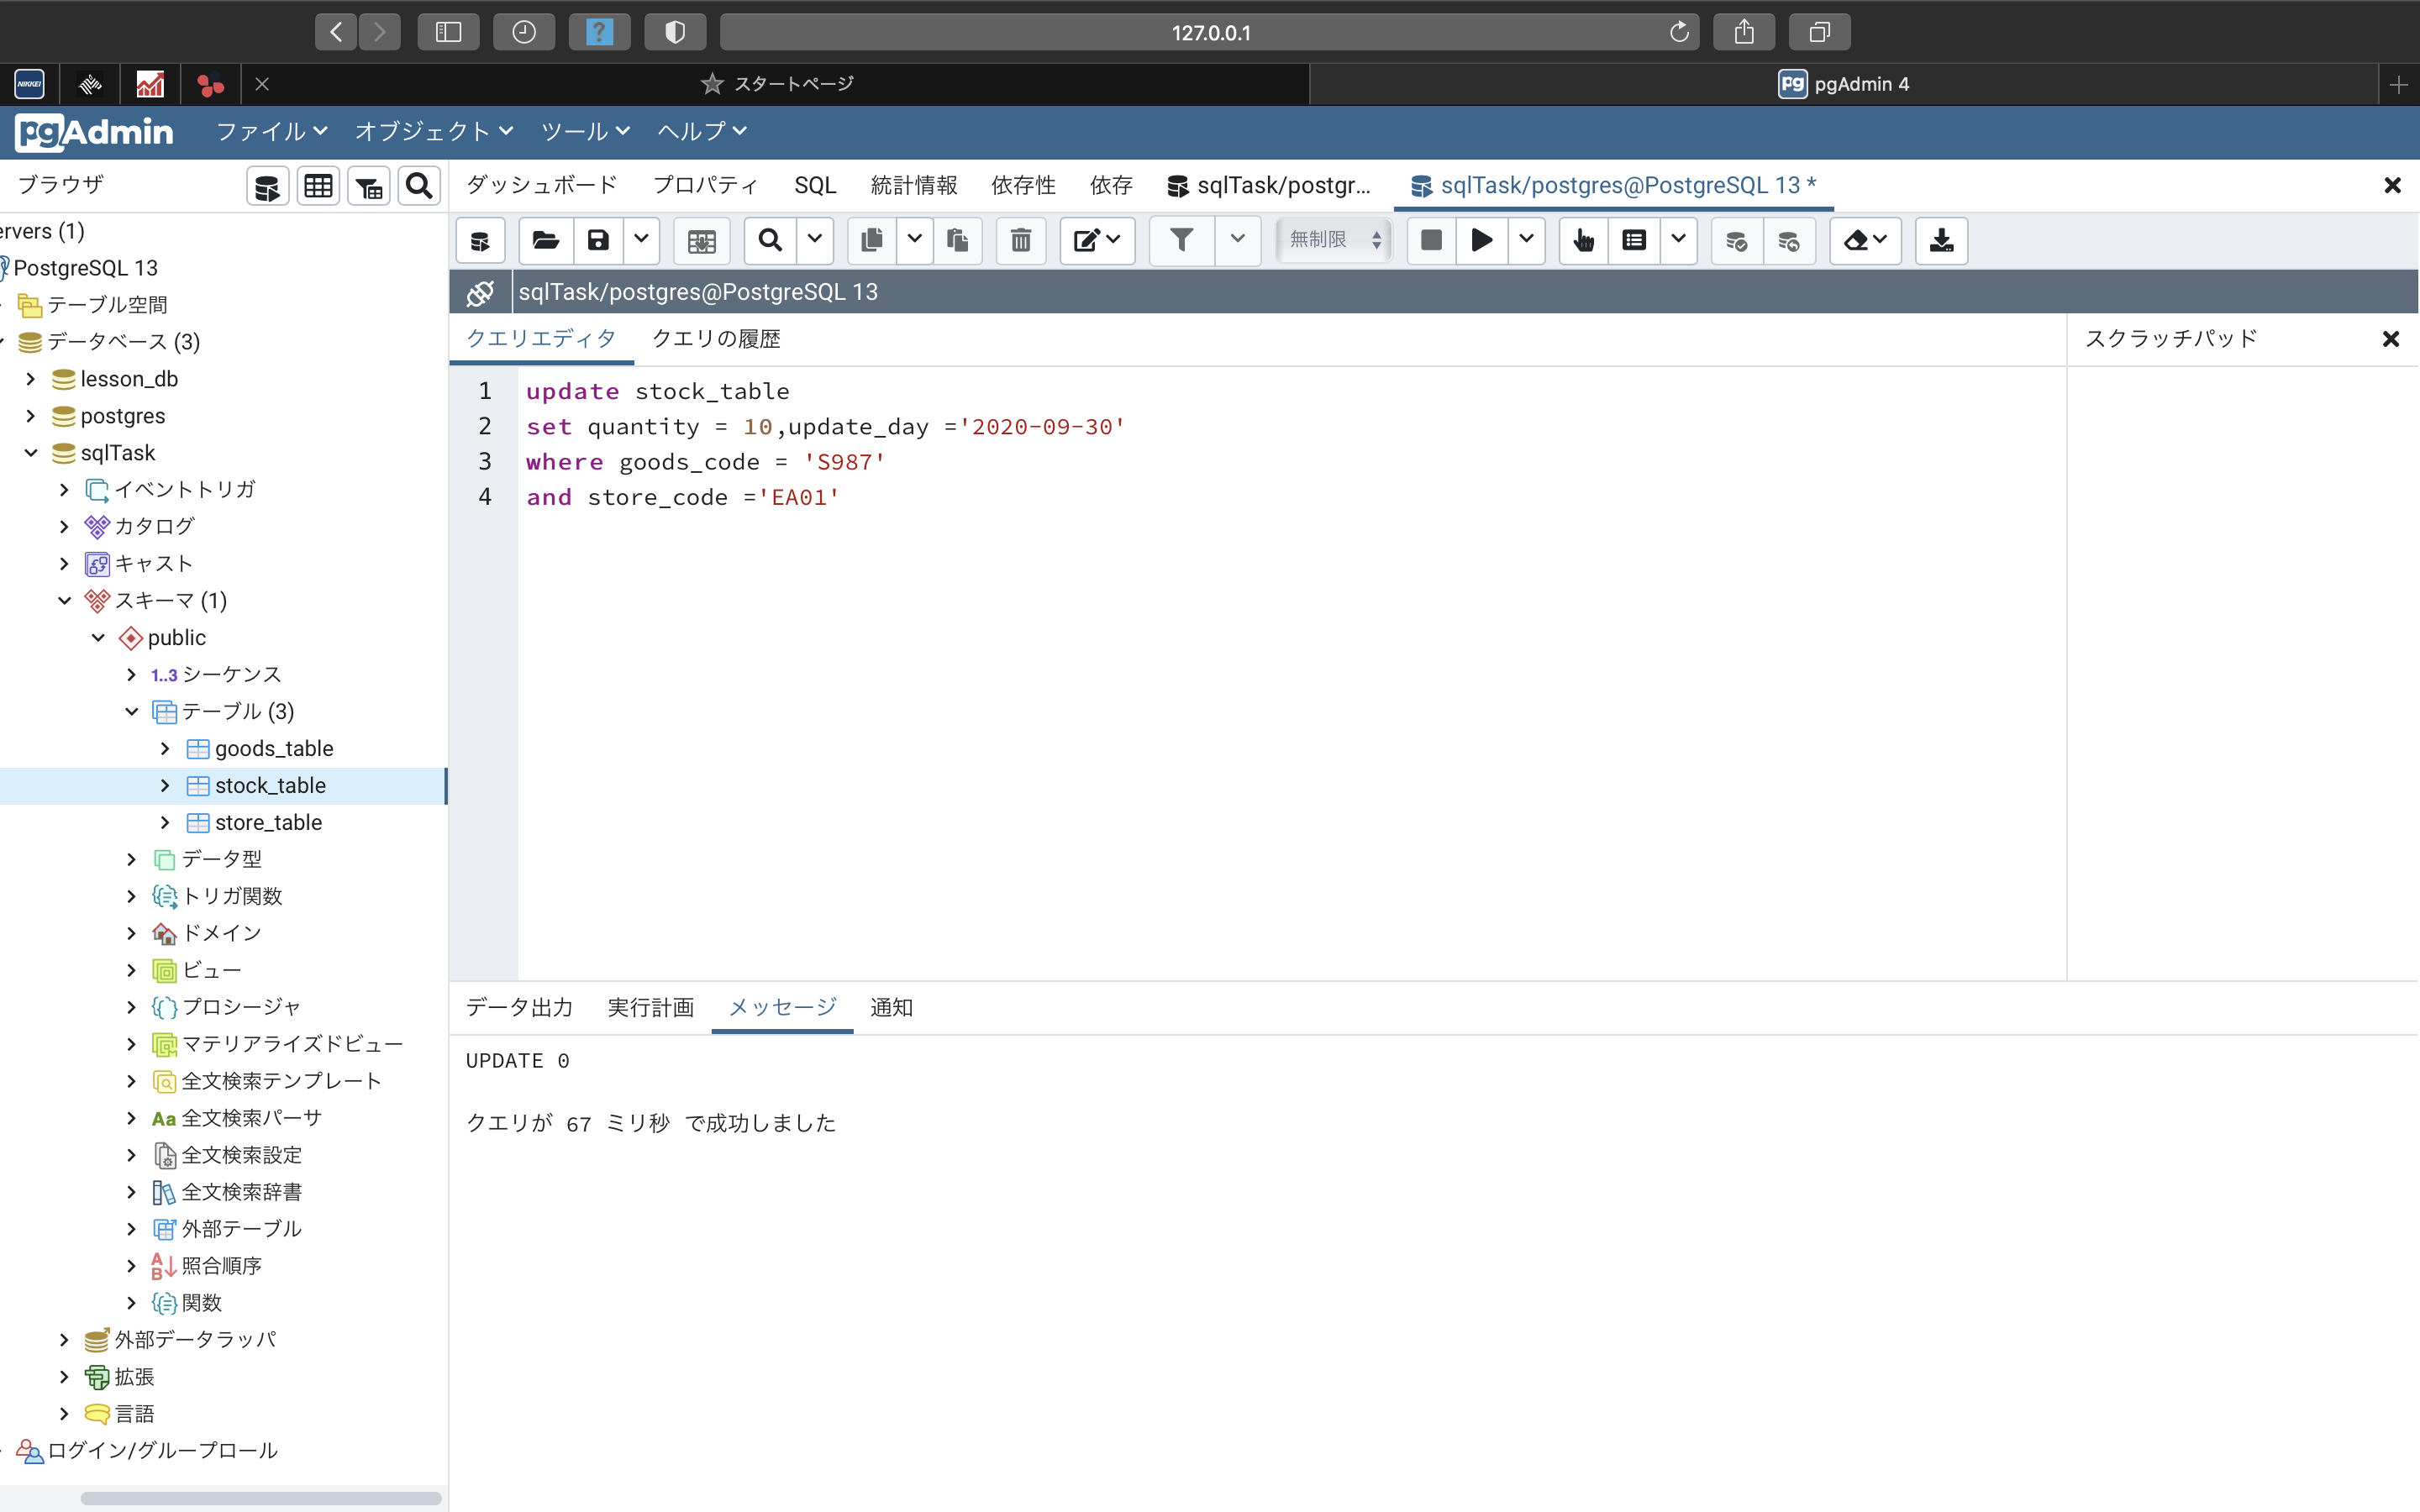 127.0.0.1
NIKKEI
スタートページ
pgAdmin 4
pgAdmin
ファイル
オブジェクト
ツール
ヘルプ
ブラウザ
ダッシュボード
プロパティ
SQL
統計情報
依存性
依存
sqlTask/postgr...
sqlTask/postgres@PostgreSQL 13 *
無制限
sqlTask/postgres@PostgreSQL 13
クエリエディタ
クエリの履歴
スクラッチパッド
1 update stock_table
2 set quantity = 10,update_day ='2020-09-30'
3 where goods_code = 'S987'
4 and store_code ='EA01'
データ出力
実行計画
メッセージ
通知
UPDATE 0
クエリが 67 ミリ秒 で成功しました
ervers (1)
PostgreSQL 13
テーブル空間
データベース (3)
lesson_db
postgres
sqlTask
イベントトリガ
カタログ
キャスト
スキーマ (1)
public
1..3 シーケンス
テーブル (3)
goods_table
stock_table
store_table
データ型
トリガ関数
ドメイン
ビュー
プロシージャ
マテリアライズドビュー
全文検索テンプレート
Aa 全文検索パーサ
全文検索設定
全文検索辞書
外部テーブル
照合順序
関数
外部データラッパ
拡張
言語
ログイン/グループロール